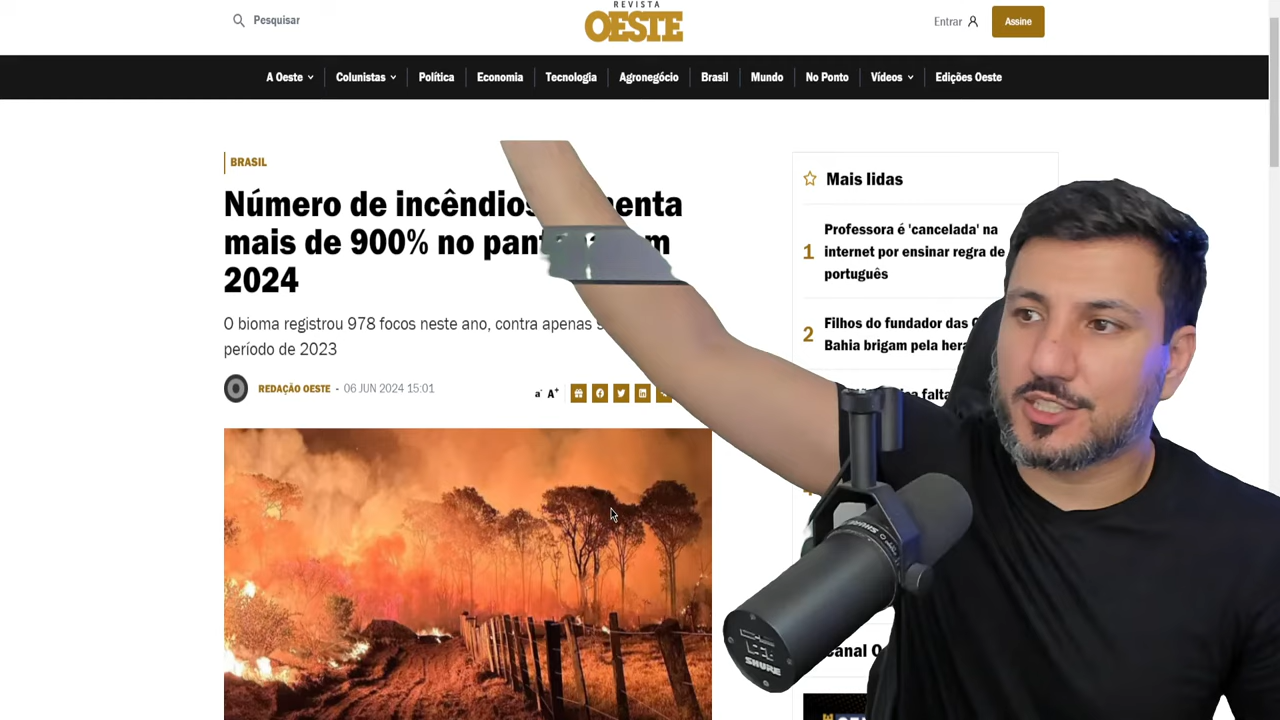 Pesquisar
REVISTA
OESTE
Entrar
Assine
A Oeste
Colunistas
Política
Economia
Tecnologia
Agronegócio
Brasil
Mundo
No Ponto
Vídeos
Edições Oeste
BRASIL
Número de incêndios
mais de 900% no
2024
O bioma registrou 978 focos neste ano, contra apenas
período de 2023
REDAÇÃO OESTE - 06 JUN 2024 15:01
a- A+
Mais lidas
1
Professora é 'cancelada' na
internet por ensinar regra de
português
2
Filhos do fundador das
Bahia brigam pela
SHURE
SHURE